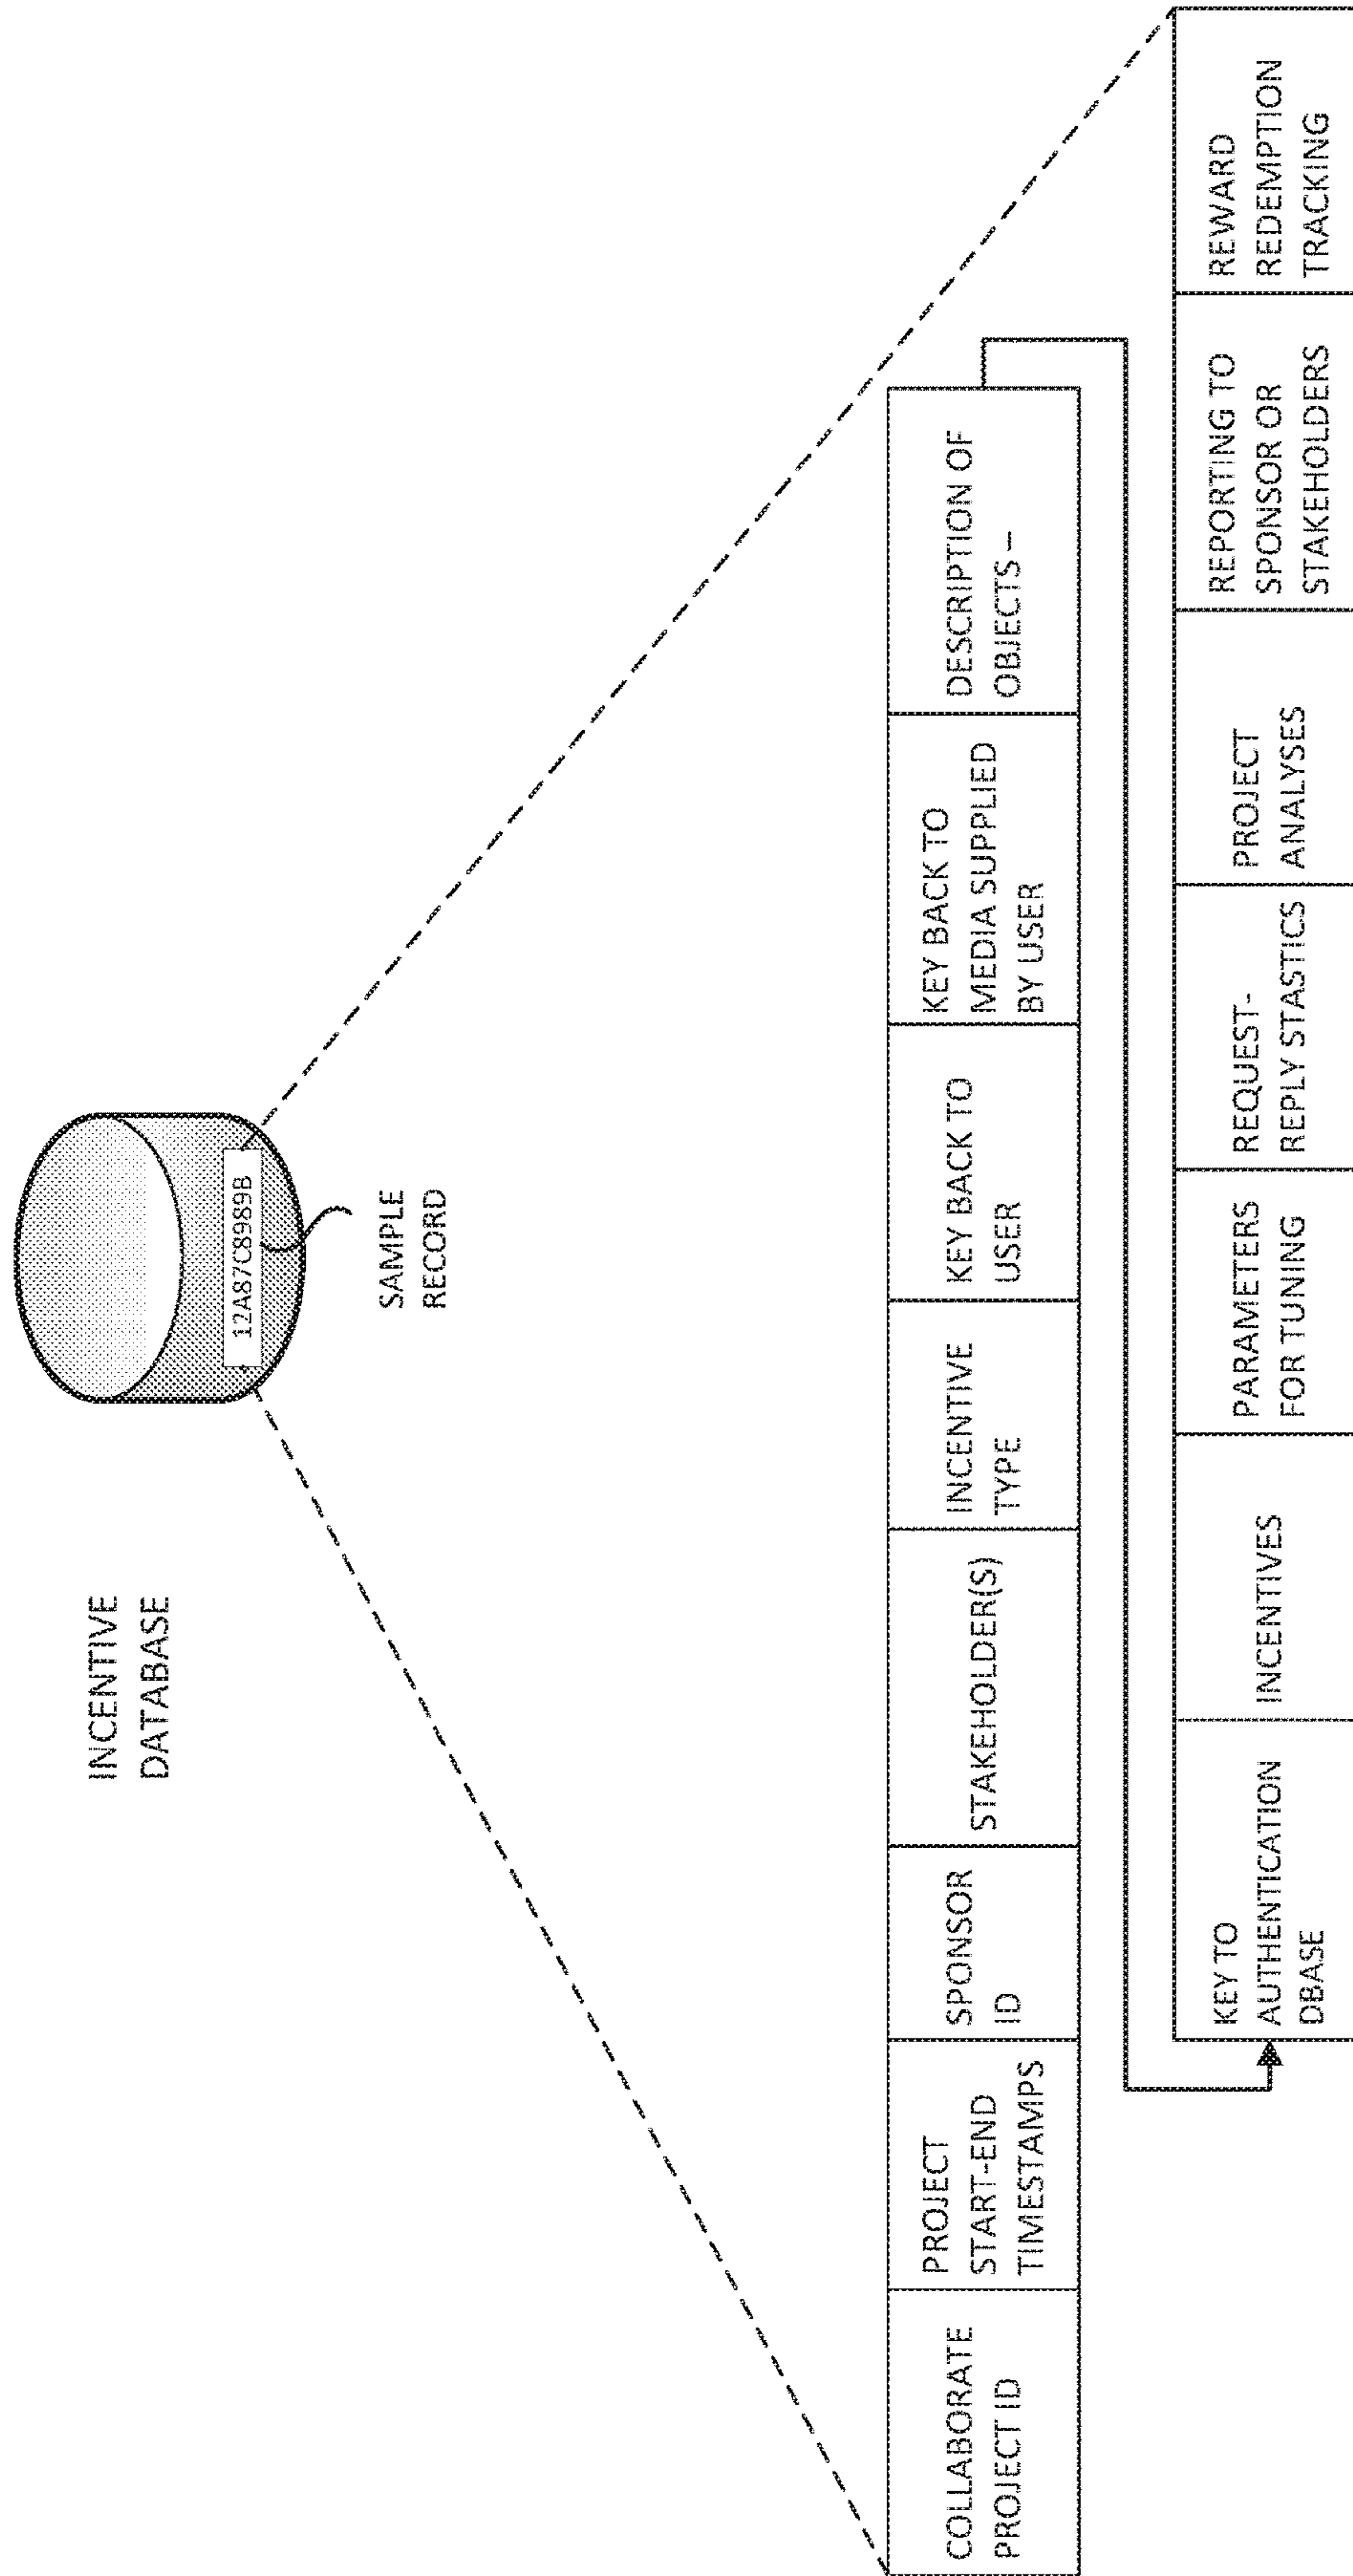 INCENTIVE
DATABASE
12A87C8989B
SAMPLE
RECORD
COLLABORATE
PROJECT ID
PROJECT
START-END
TIMESTAMPS
SPONSOR
ID
STAKEHOLDER(S)
INCENTIVE
TYPE
KEY BACK TO
USER
KEY BACK TO
MEDIA SUPPLIED
BY USER
DESCRIPTION OF
OBJECTS –
KEY TO
AUTHENTICATION
DBASE
INCENTIVES
PARAMETERS
FOR TUNING
REQUEST-
REPLY STASTICS
PROJECT
ANALYSES
REPORTING TO
SPONSOR OR
STAKEHOLDERS
REWARD
REDEMPTION
TRACKING